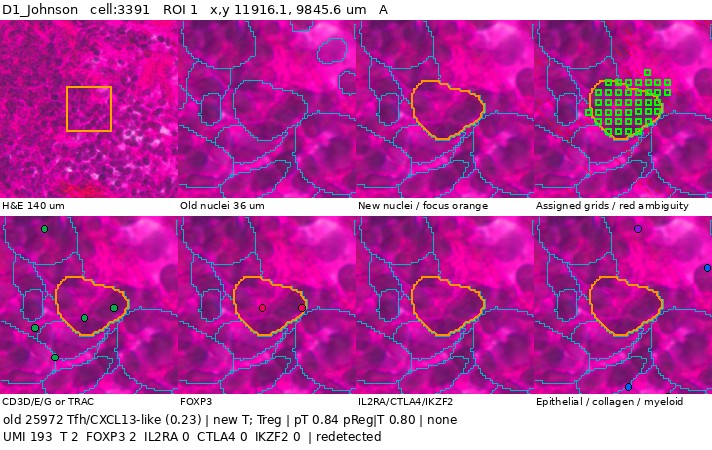 D1_Johnson   cell:3391   ROI 1   x,y 11916.1, 9845.6 um   A
H&E 140 um
Old nuclei 36 um
New nuclei / focus orange
Assigned grids / red ambiguity
CD3D/E/G or TRAC
FOXP3
IL2RA/CTLA4/IKZF2
Epithelial / collagen / myeloid
old 25972 Tfh/CXCL13-like (0.23) | new T; Treg | pT 0.84 pReg|T 0.80 | none
UMI 193  T 2  FOXP3 2  IL2RA 0  CTLA4 0  IKZF2 0  | redetected